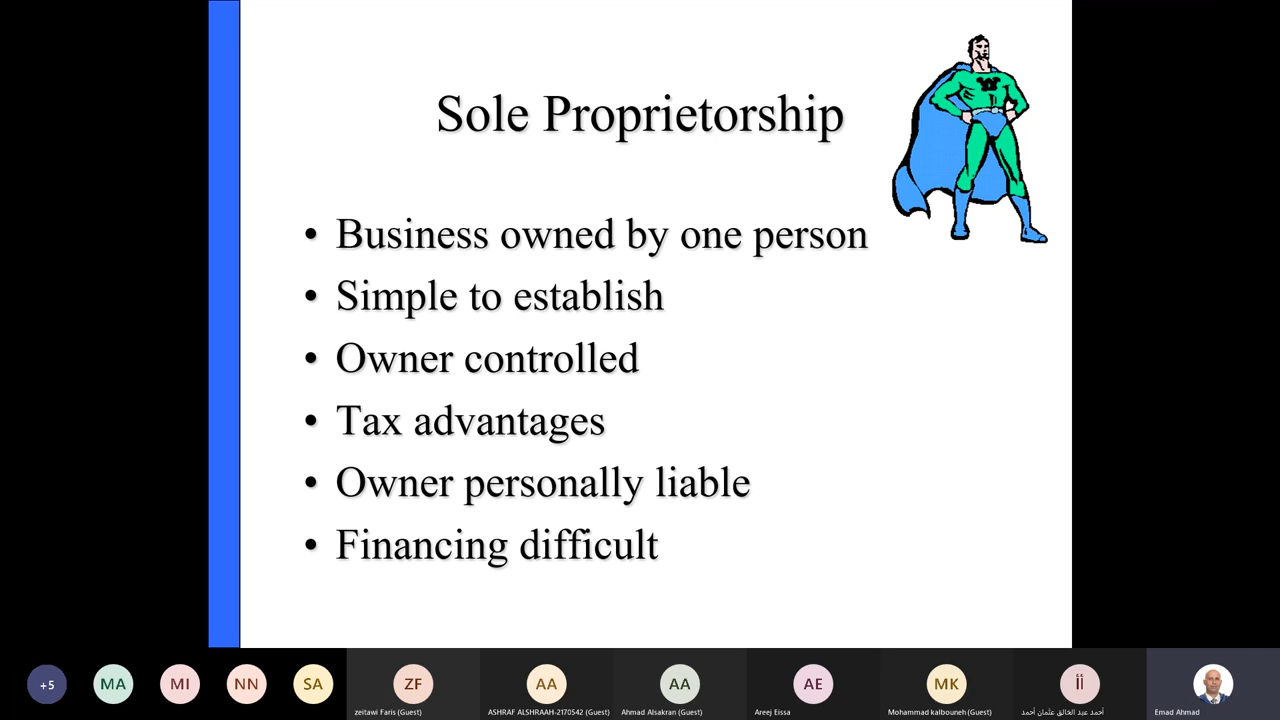 Sole Proprietorship
• Business owned by one person
• Simple to establish
• Owner controlled
• Tax advantages
• Owner personally liable
• Financing difficult
+5
MA
MI
NN
SA
ZF
AA
AA
AE
MK
أأ
zeitawi Faris (Guest)
ASHRAF ALSHRAAH-2170542 (Guest)
Ahmad Alsakran (Guest)
Areej Eissa
Mohammad kalbouneh (Guest)
أحمد عبد الخالق عثمان أحمد
Emad Ahmad